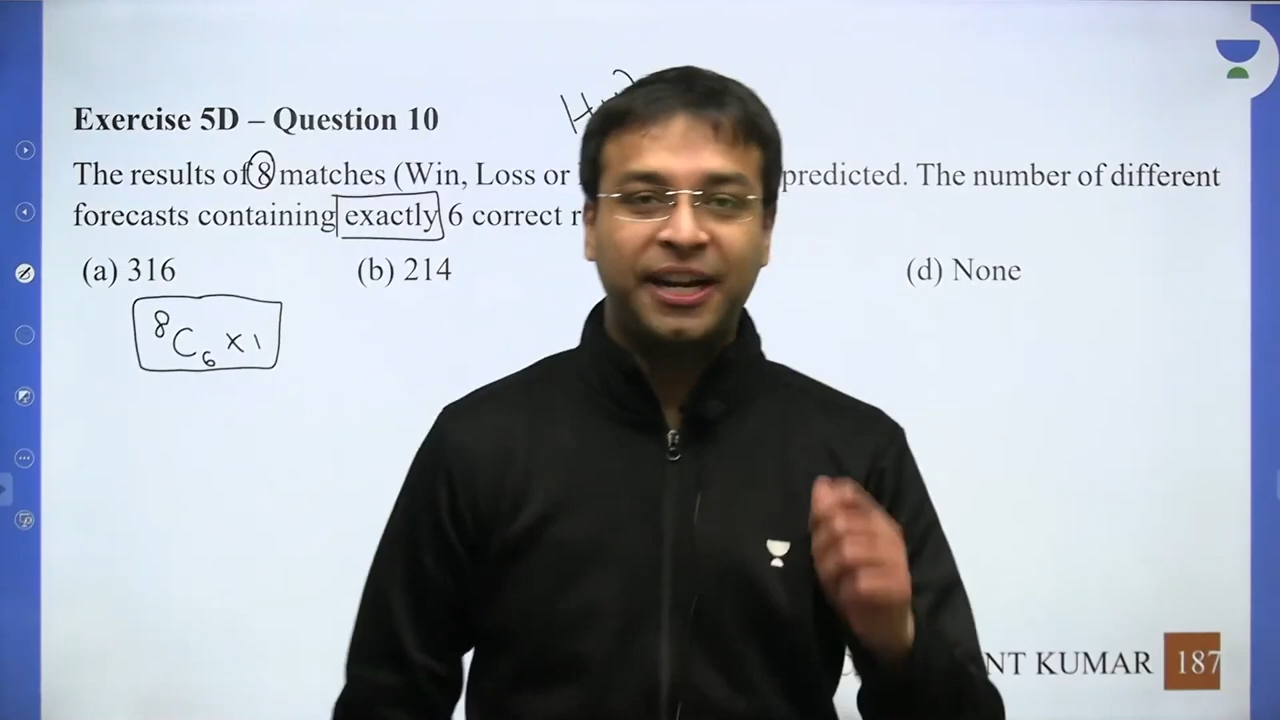 Exercise 5D – Question 10
The results of 8 matches (Win, Loss or predicted. The number of different
forecasts containing exactly 6 correct
(a) 316 (b) 214 (d) None
⁸C₆ × 1
KUMAR 187